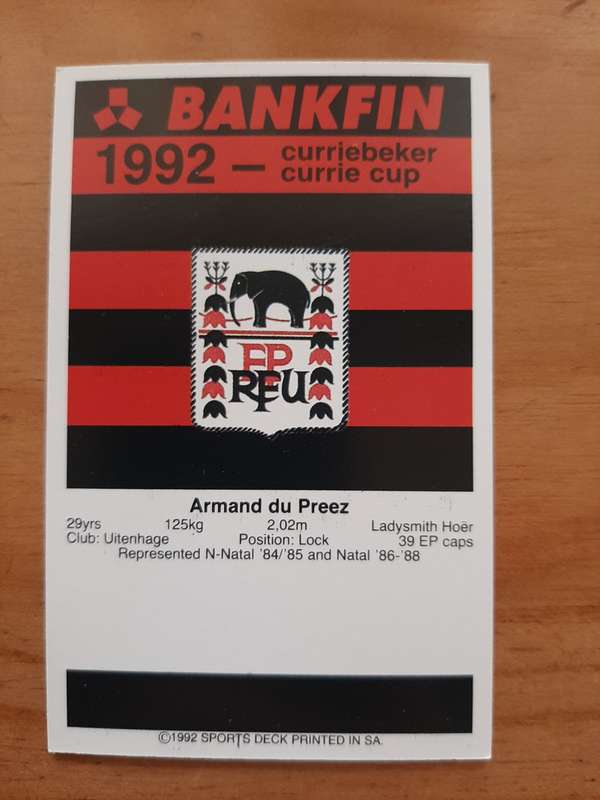 BANKFIN
1992 – curriebeker
currie cup
EP
RFU
Armand du Preez
29yrs 125kg 2,02m Ladysmith Hoër
Club: Uitenhage Position: Lock 39 EP caps
Represented N-Natal '84/'85 and Natal '86-'88
©1992 SPORTS DECK PRINTED IN SA.